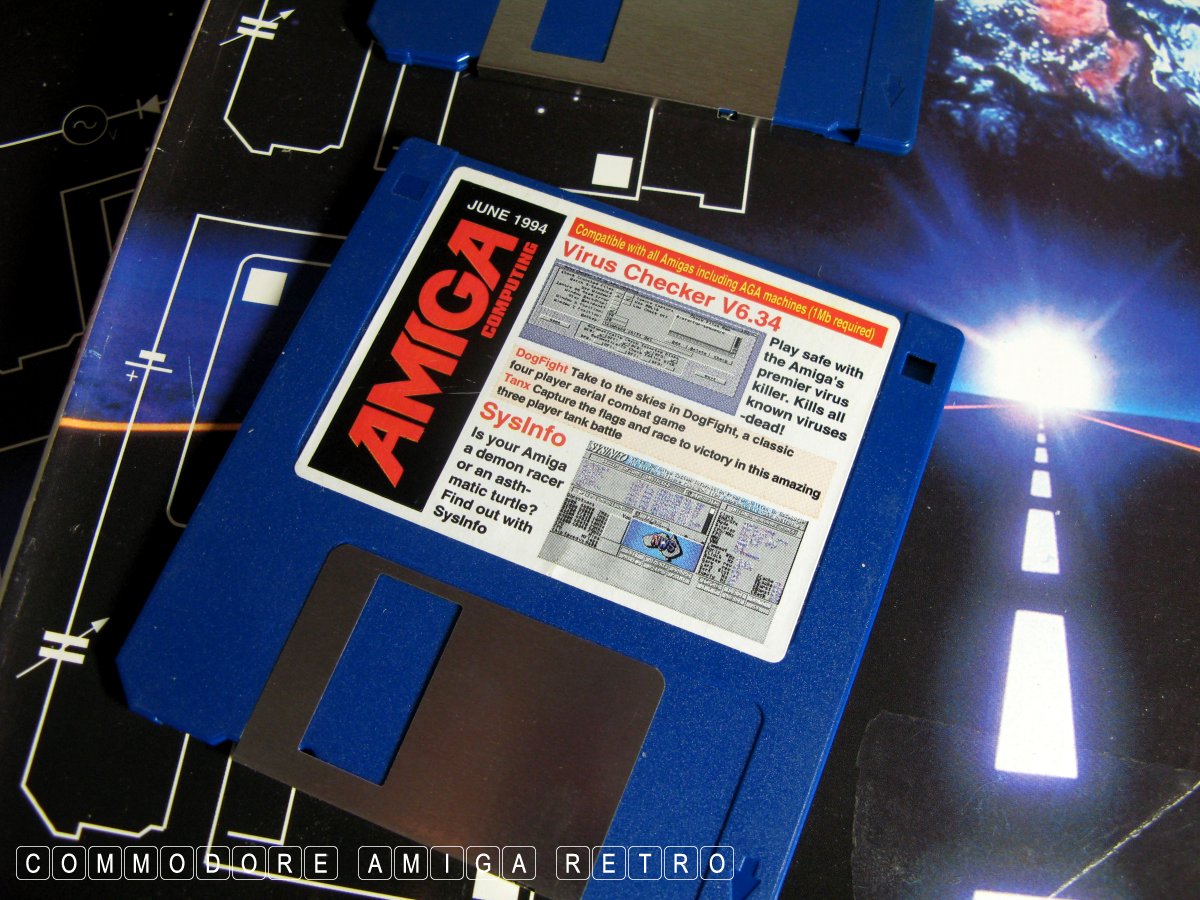 JUNE 1994
AMIGA
COMPUTING
Compatible with all Amigas including AGA machines (1Mb required)
Virus Checker V6.34
Play safe with
the Amiga's
premier virus
killer. Kills all
known viruses
-dead!
DogFight Take to the skies in DogFight, a classic
four player aerial combat game
Tanx Capture the flags and race to victory in this amazing
three player tank battle
SysInfo
Is your Amiga
a demon racer
or an asth-
matic turtle?
Find out with
SysInfo
COMMODORE AMIGA RETRO